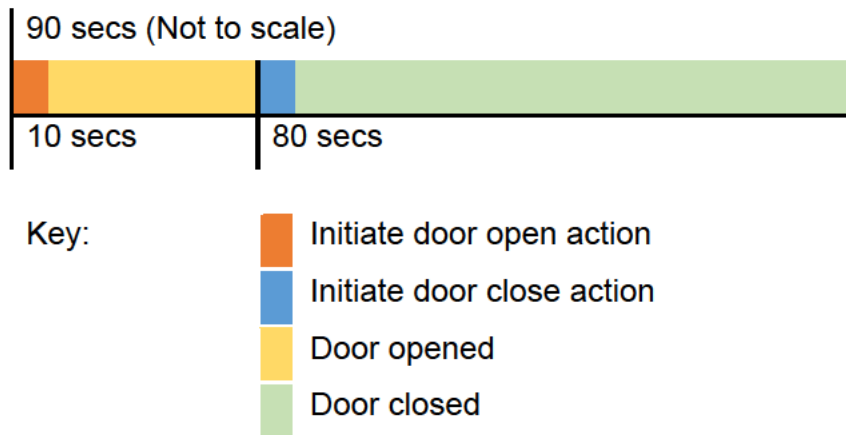 90 secs (Not to scale)
10 secs
80 secs
Key:
Initiate door open action
Initiate door close action
Door opened
Door closed